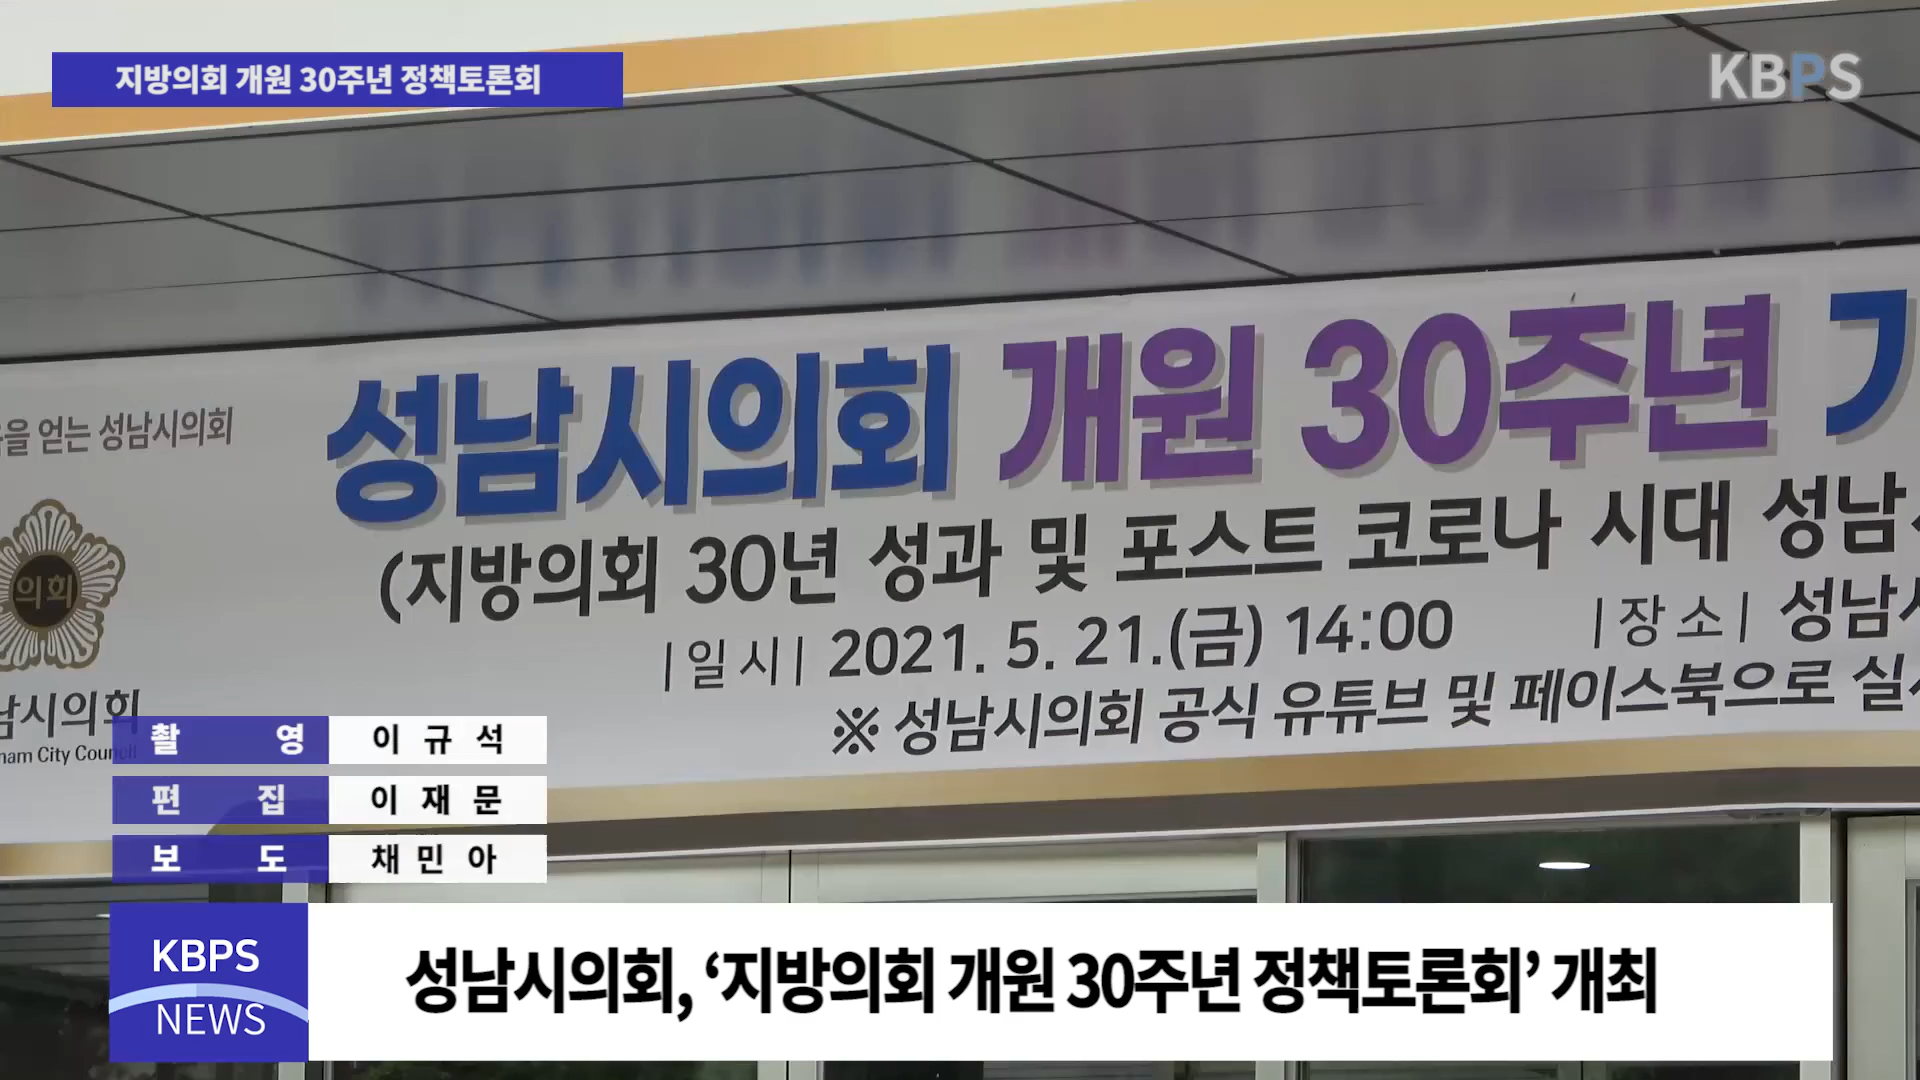 지방의회 개원 30주년 정책토론회
KBPS
얻는 성남시의회
성남시의회 개원 30주년
(지방의회 30년 성과 및 포스트 코로나 시대
의회
|일시| 2021. 5. 21.(금) 14:00 |장소|
※ 성남시의회 공식 유튜브 및 페이스북으로
남시의회
nam City Council
촬영 이규석
편집 이재문
보도 채민아
KBPS
NEWS
성남시의회, ‘지방의회 개원 30주년 정책토론회’ 개최